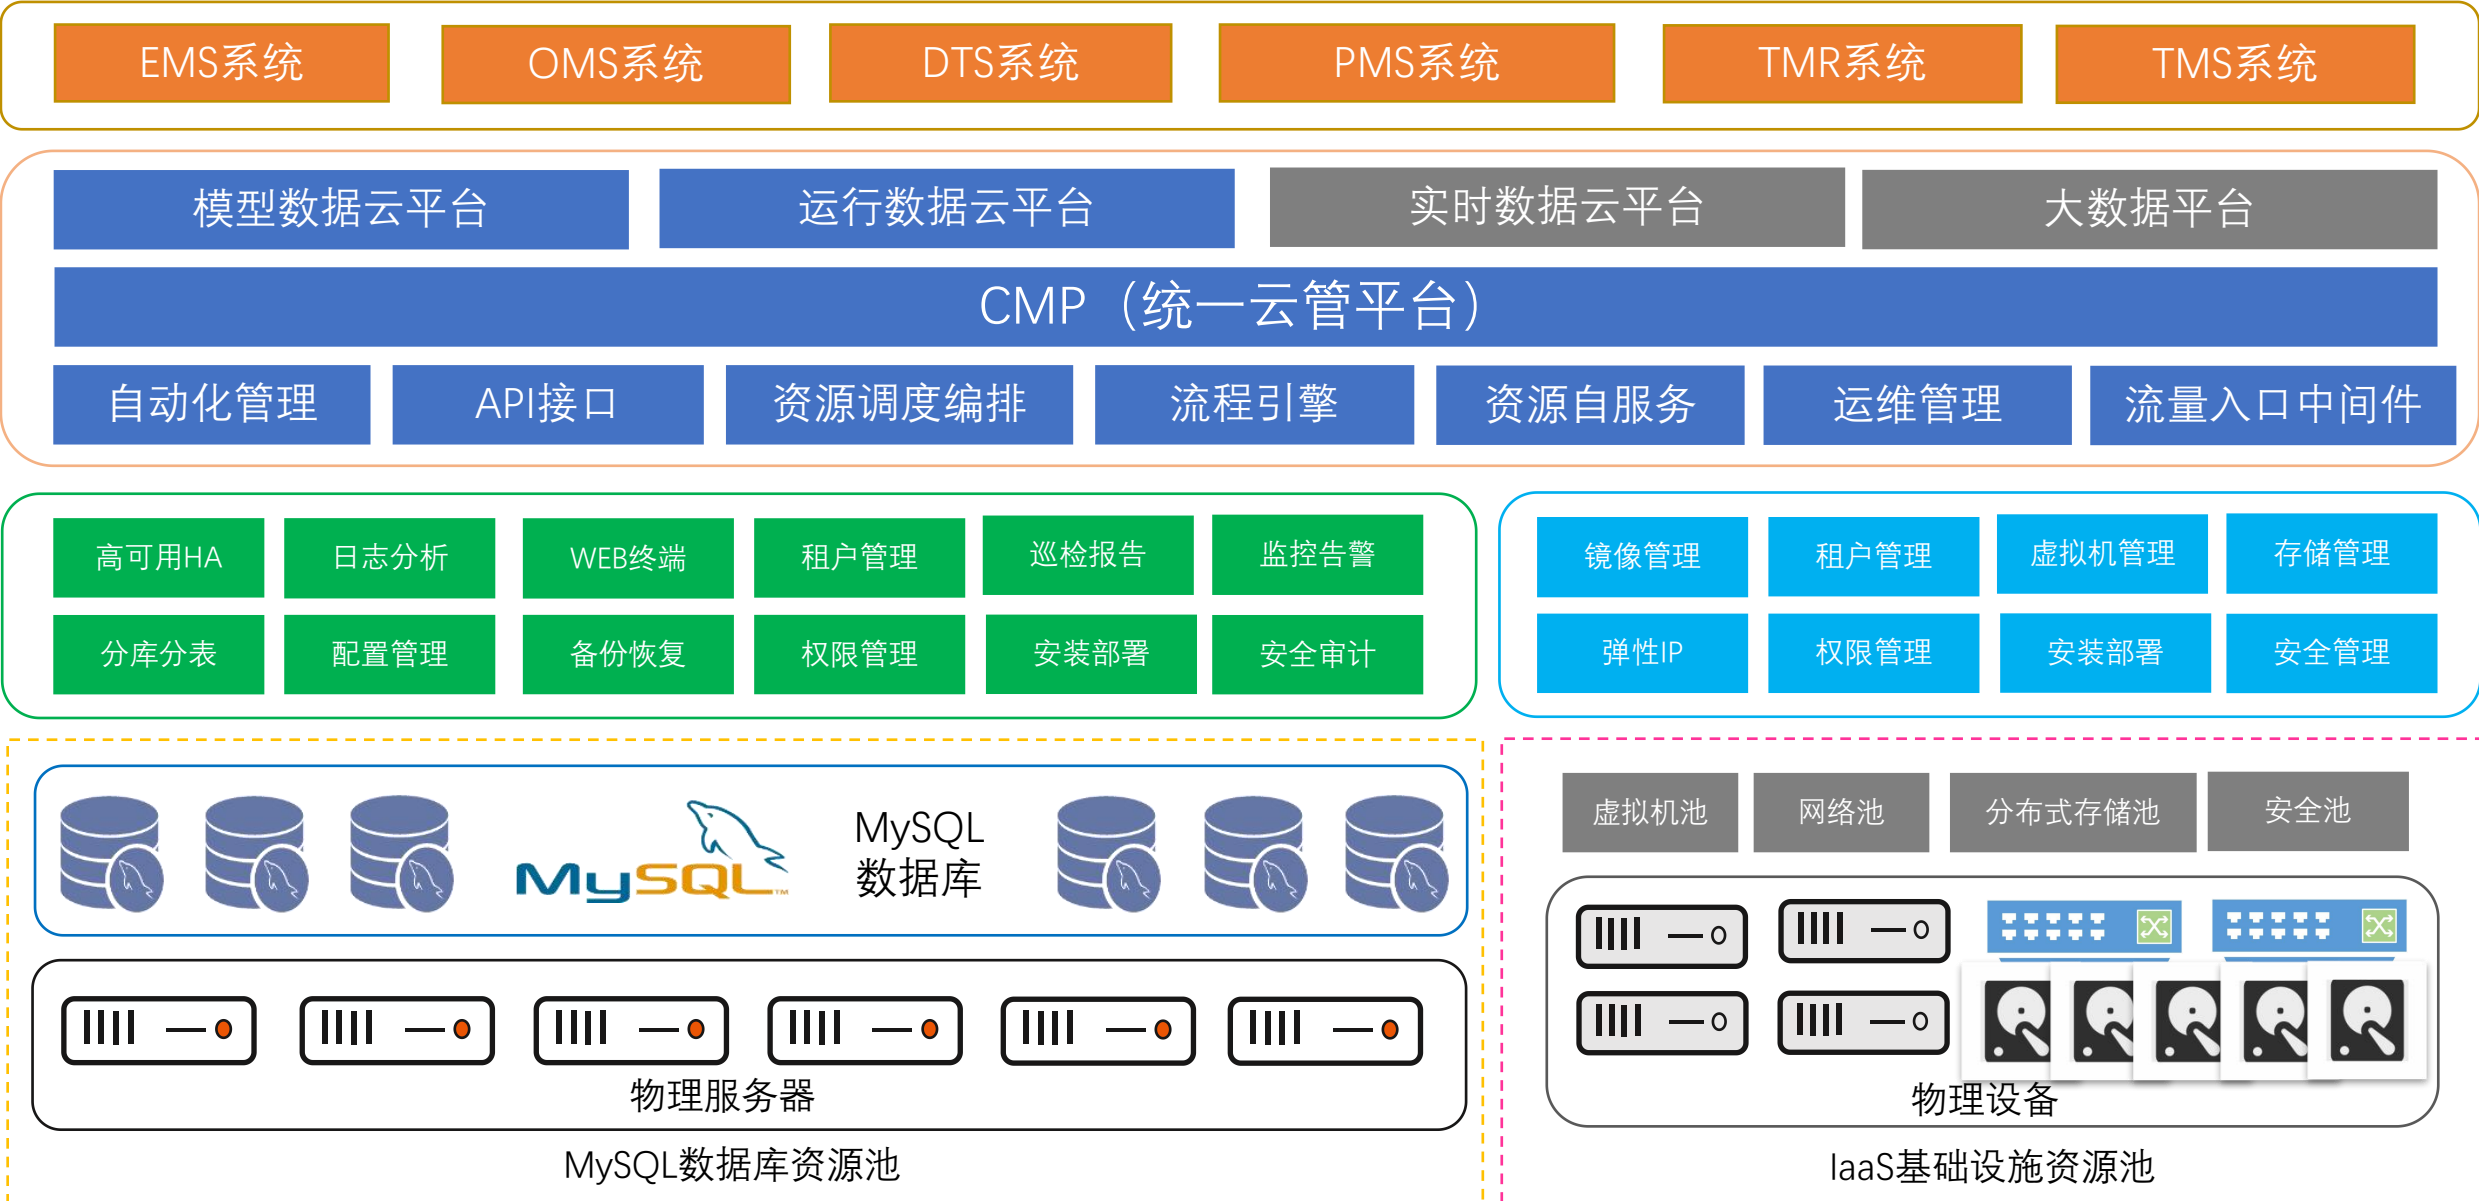 EMS系统
OMS系统
DTS系统
PMS系统
TMR系统
TMS系统
模型数据云平台
运行数据云平台
实时数据云平台
大数据平台
CMP（统一云管平台）
自动化管理
API接口
资源调度编排
流程引擎
资源自服务
运维管理
流量入口中间件
高可用HA
日志分析
WEB终端
租户管理
巡检报告
监控告警
分库分表
配置管理
备份恢复
权限管理
安装部署
安全审计
镜像管理
租户管理
虚拟机管理
存储管理
弹性IP
权限管理
安装部署
安全管理
MySQL™
MySQL
数据库
物理服务器
MySQL数据库资源池
虚拟机池
网络池
分布式存储池
安全池
物理设备
IaaS基础设施资源池